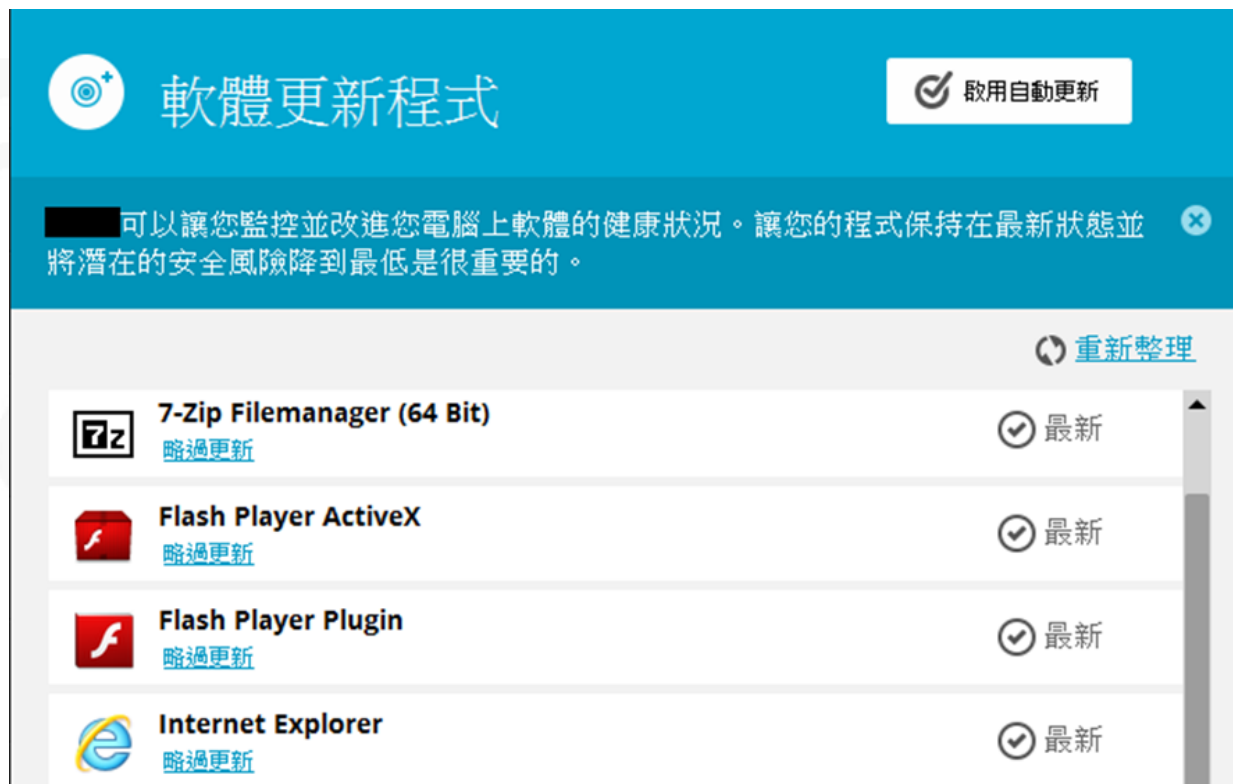 軟體更新程式
啟用自動更新
可以讓您監控並改進您電腦上軟體的健康狀況。讓您的程式保持在最新狀態並
將潛在的安全風險降到最低是很重要的。
重新整理
7-Zip Filemanager (64 Bit)
最新
略過更新
Flash Player ActiveX
最新
略過更新
Flash Player Plugin
最新
略過更新
Internet Explorer
最新
略過更新